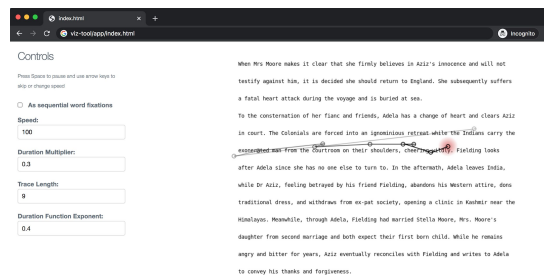 index.html
viz-tool/app/index.html
Incognito
Controls
Press Space to pause and use arrow keys to
skip or change speed
As sequential word fixations
Speed:
100
Duration Multiplier:
0.3
Trace Length:
9
Duration Function Exponent:
0.4
When Mrs Moore makes it clear that she firmly believes in Aziz's innocence and will not
testify against him, it is decided she should return to England. She subsequently suffers
a fatal heart attack during the voyage and is buried at sea.
To the consternation of her fianc and friends, Adela has a change of heart and clears Aziz
in court. The Colonials are forced into an ignominious retreat while the Indians carry the
exonerated man from the courtroom on their shoulders, cheering wildly. Fielding looks
after Adela since she has no one else to turn to. In the aftermath, Adela leaves India,
while Dr Aziz, feeling betrayed by his friend Fielding, abandons his Western attire, dons
traditional dress, and withdraws from ex-pat society, opening a clinic in Kashmir near the
Himalayas. Meanwhile, through Adela, Fielding had married Stella Moore, Mrs. Moore's
daughter from second marriage and both expect their first born child. While he remains
angry and bitter for years, Aziz eventually reconciles with Fielding and writes to Adela
to convey his thanks and forgiveness.